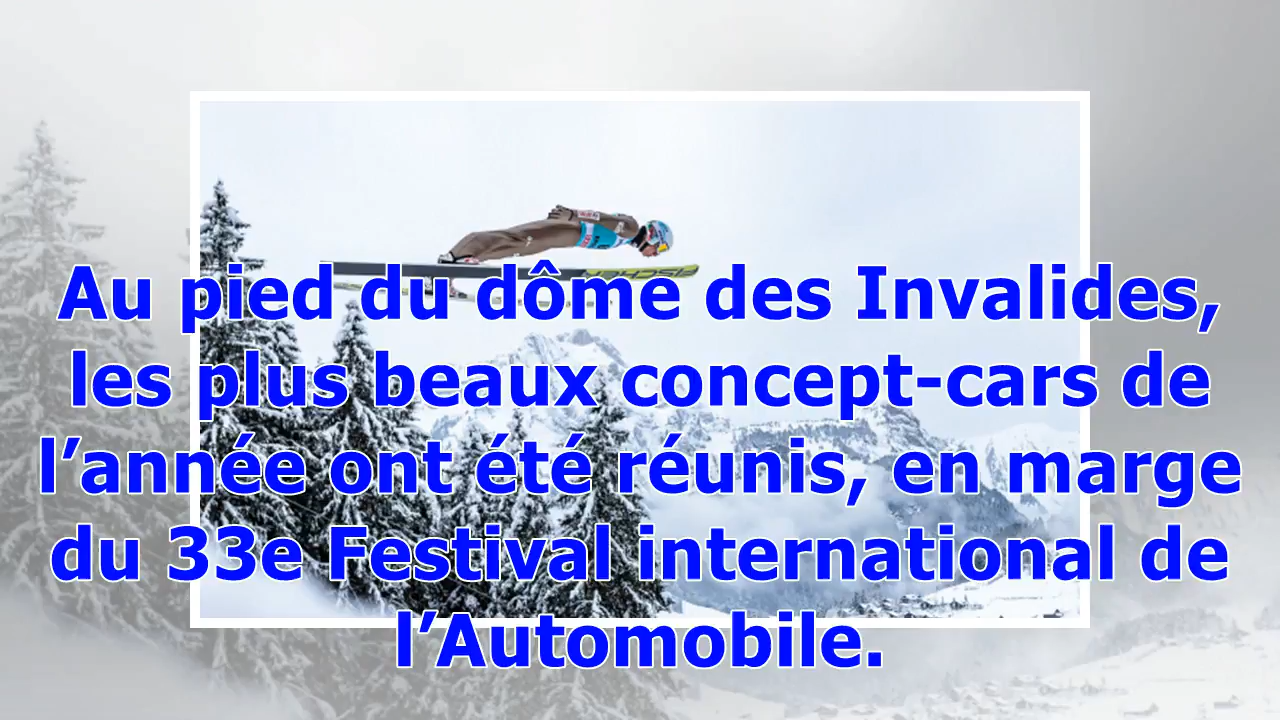 FISCHER
Au pied du dôme des Invalides,
les plus beaux concept-cars de
l’année ont été réunis, en marge
du 33e Festival international de
l’Automobile.